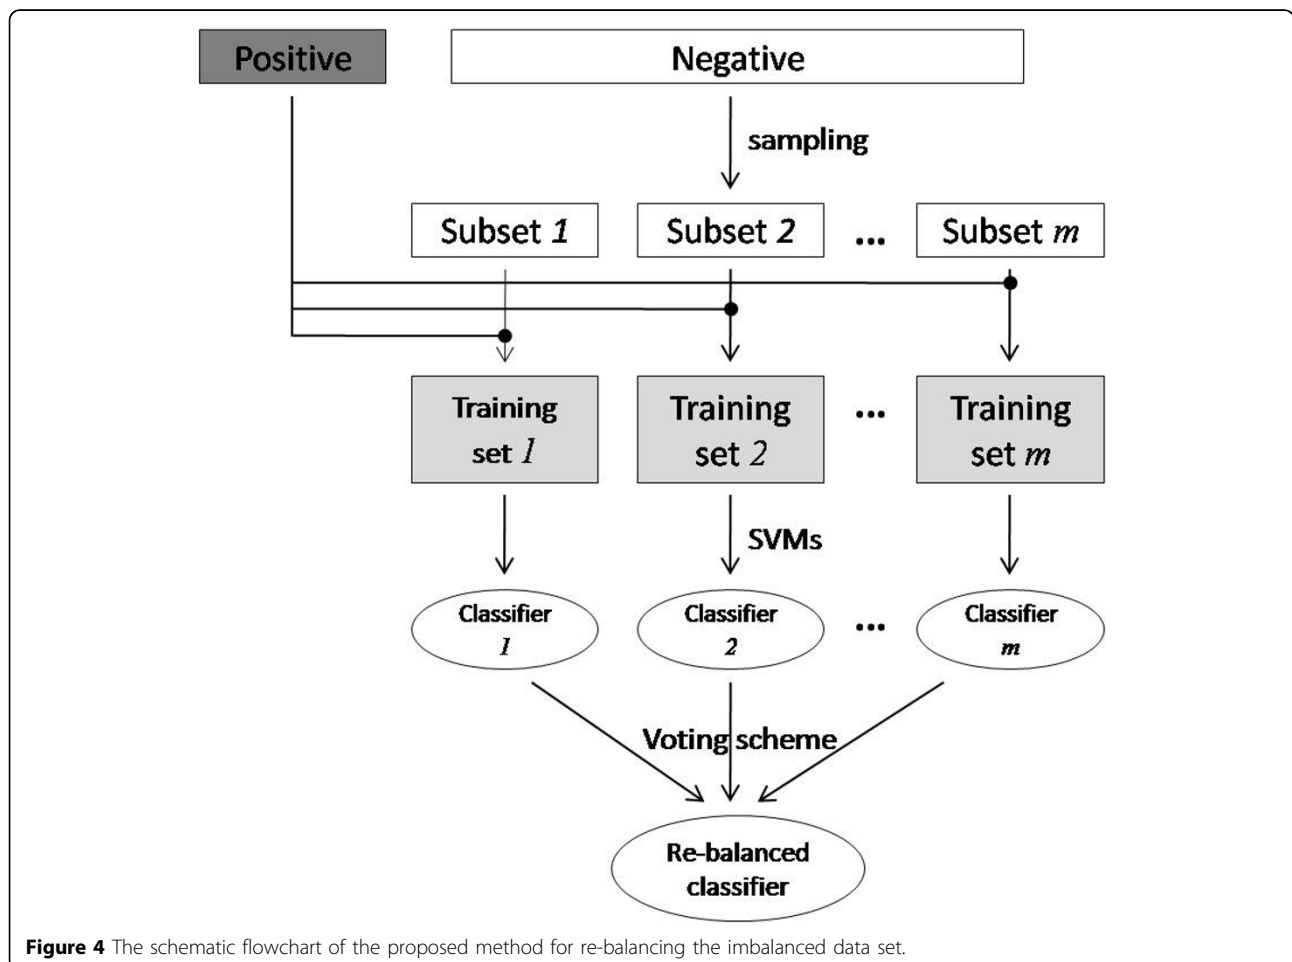 Positive
Negative
sampling
Subset 1
Subset 2
...
Subset m
Training
set 1
Training
set 2
...
Training
set m
SVMs
Classifier
1
Classifier
2
...
Classifier
m
Voting scheme
Re-balanced
classifier
Figure 4 The schematic flowchart of the proposed method for re-balancing the imbalanced data set.